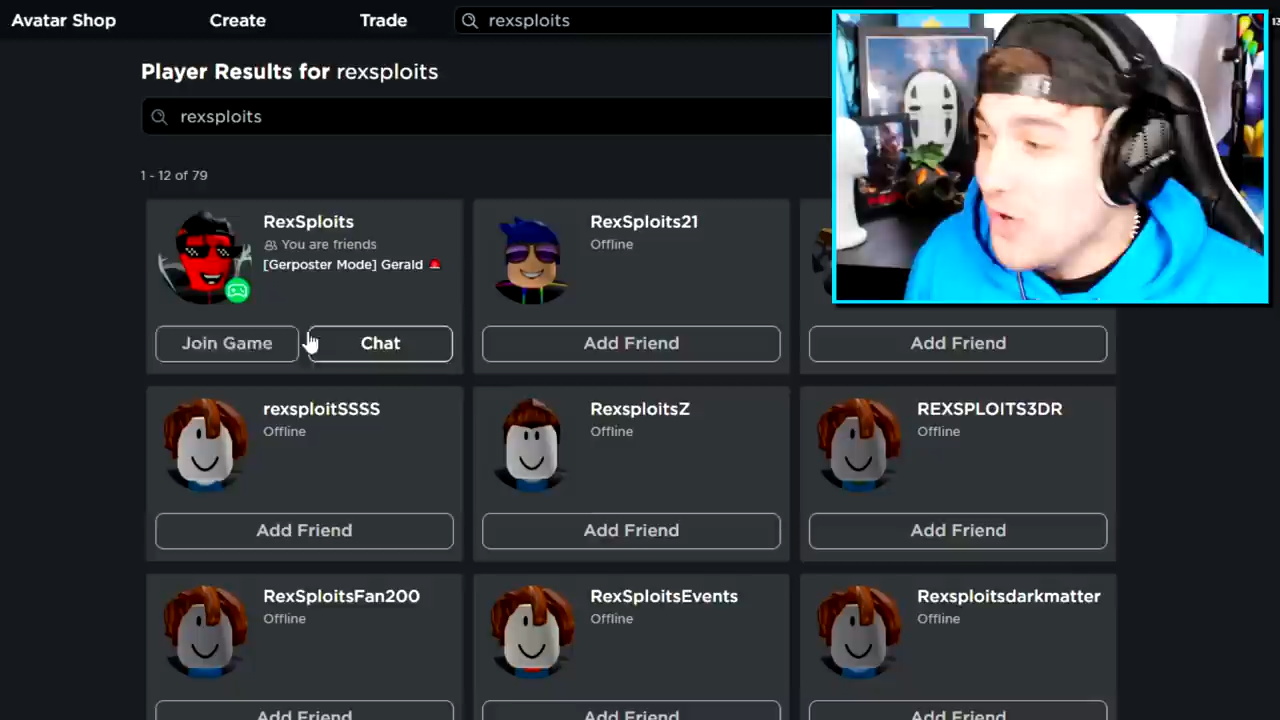 Avatar Shop Create Trade rexsploits
Player Results for rexsploits
rexsploits
1 - 12 of 79
RexSploits
You are friends
[Gerposter Mode] Gerald 🚨
Join Game Chat
RexSploits21
Offline
Add Friend
Add Friend
rexsploitSSSS
Offline
Add Friend
RexsploitsZ
Offline
Add Friend
REXSPLOITS3DR
Offline
Add Friend
RexSploitsFan200
Offline
Add Friend
RexSploitsEvents
Offline
Add Friend
Rexsploitsdarkmatter
Offline
Add Friend